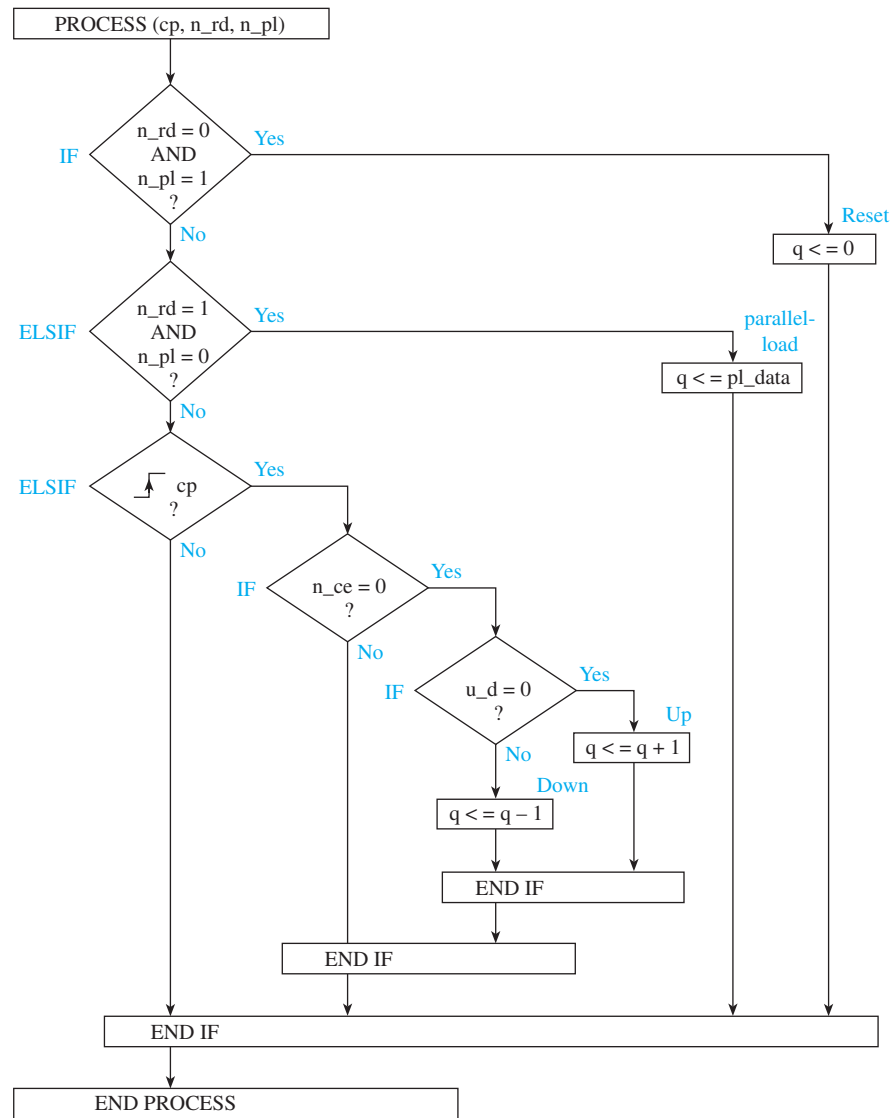 PROCESS (cp, n_rd, n_pl)
n_rd = 0
AND
n_pl = 1
?
IF
Yes
No
Reset
q < = 0
n_rd = 1
AND
n_pl = 0
?
ELSIF
Yes
No
parallel-
load
q < = pl_data
cp
?
ELSIF
Yes
No
n_ce = 0
?
IF
Yes
No
u_d = 0
?
IF
Yes
No
Up
q < = q + 1
Down
q < = q – 1
END IF
END IF
END IF
END PROCESS